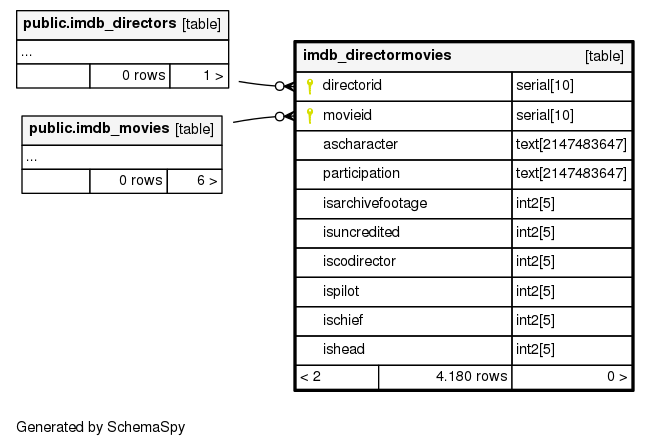 public.imdb_directors [table]
...
0 rows 1 >
public.imdb_movies [table]
...
0 rows 6 >
imdb_directormovies [table]
directorid serial[10]
movieid serial[10]
ascharacter text[2147483647]
participation text[2147483647]
isarchivefootage int2[5]
isuncredited int2[5]
iscodirector int2[5]
ispilot int2[5]
ischief int2[5]
ishead int2[5]
< 2 4.180 rows 0 >
Generated by SchemaSpy